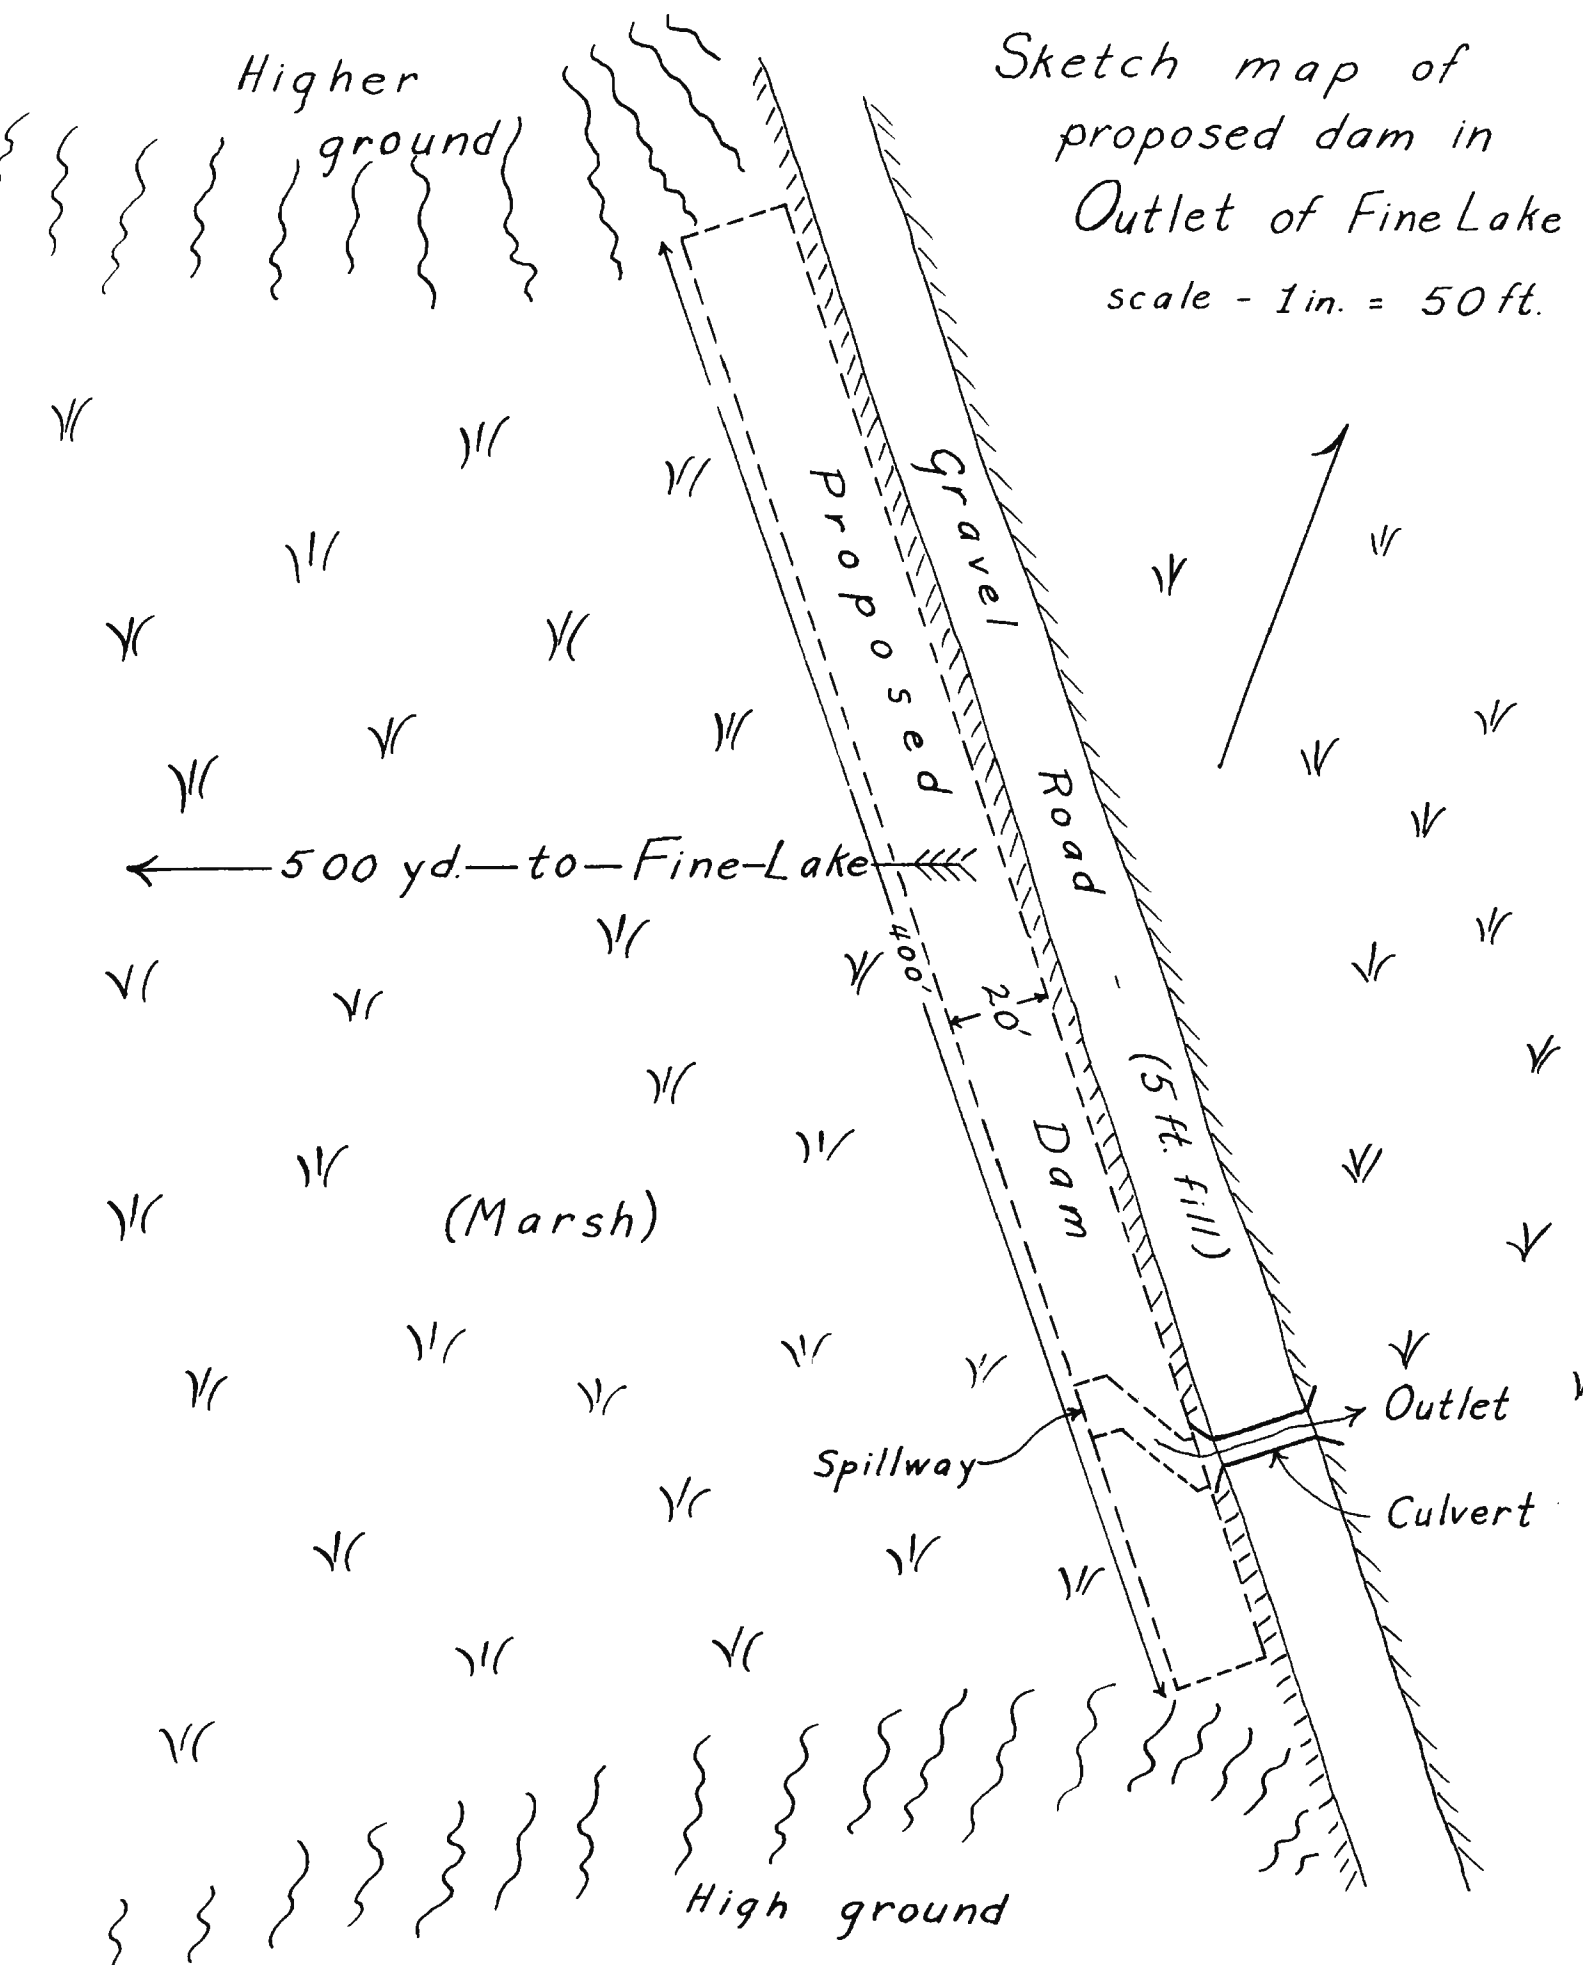 Sketch map of
proposed dam in
Outlet of Fine Lake
scale - 1 in. = 50 ft.
Higher
ground
Proposed
Dam
Gravel
Road - (5 ft. fill)
500 yd. — to — Fine-Lake
400'
20'
(Marsh)
Spillway
Outlet
Culvert
High ground